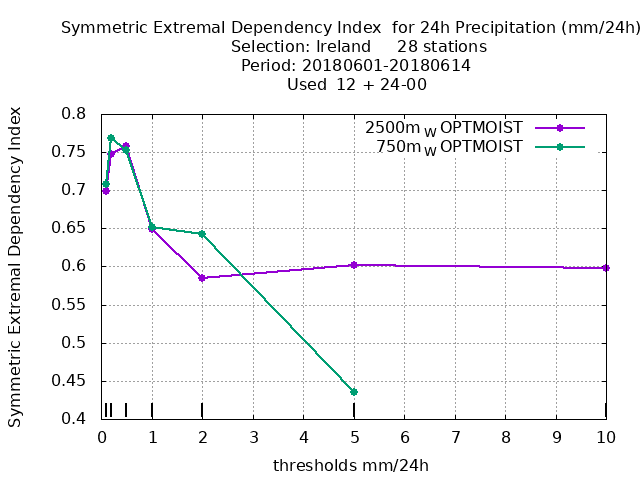 Symmetric Extremal Dependency Index  for 24h Precipitation (mm/24h)
Selection: Ireland     28 stations
Period: 20180601-20180614
Used  12 + 24-00
Symmetric Extremal Dependency Index
0.8
0.75
0.7
0.65
0.6
0.55
0.5
0.45
0.4
2500m W OPTMOIST
750m W OPTMOIST
0 1 2 3 4 5 6 7 8 9 10
thresholds mm/24h